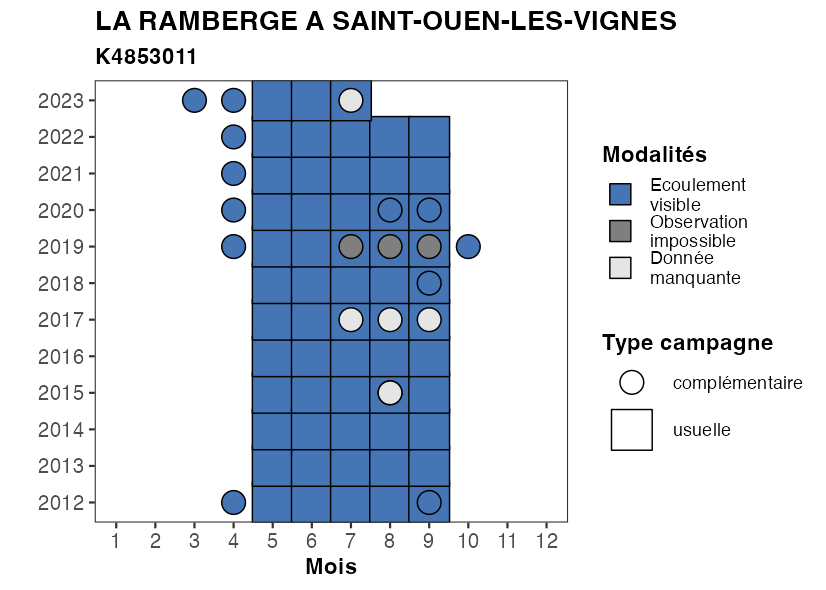 LA RAMBERGE A SAINT-OUEN-LES-VIGNES
K4853011
2023
2022
2021
2020
2019
2018
2017
2016
2015
2014
2013
2012
1 2 3 4 5 6 7 8 9 10 11 12
Mois
Modalités
Ecoulement
visible
Observation
impossible
Donnée
manquante
Type campagne
complémentaire
usuelle